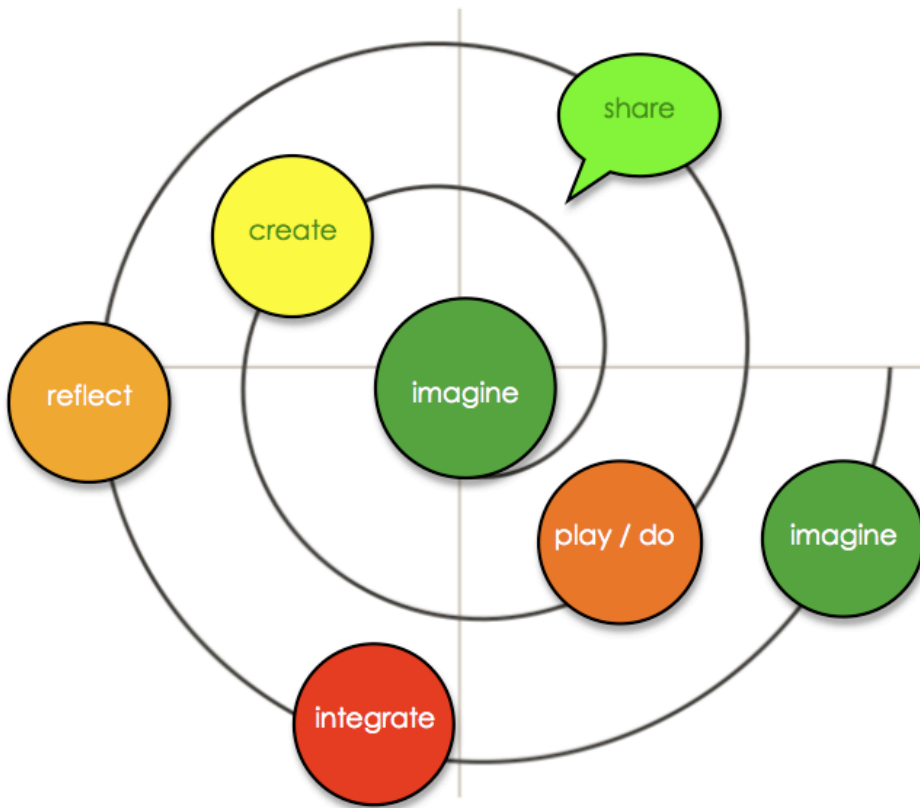 share
create
imagine
reflect
play / do
imagine
integrate